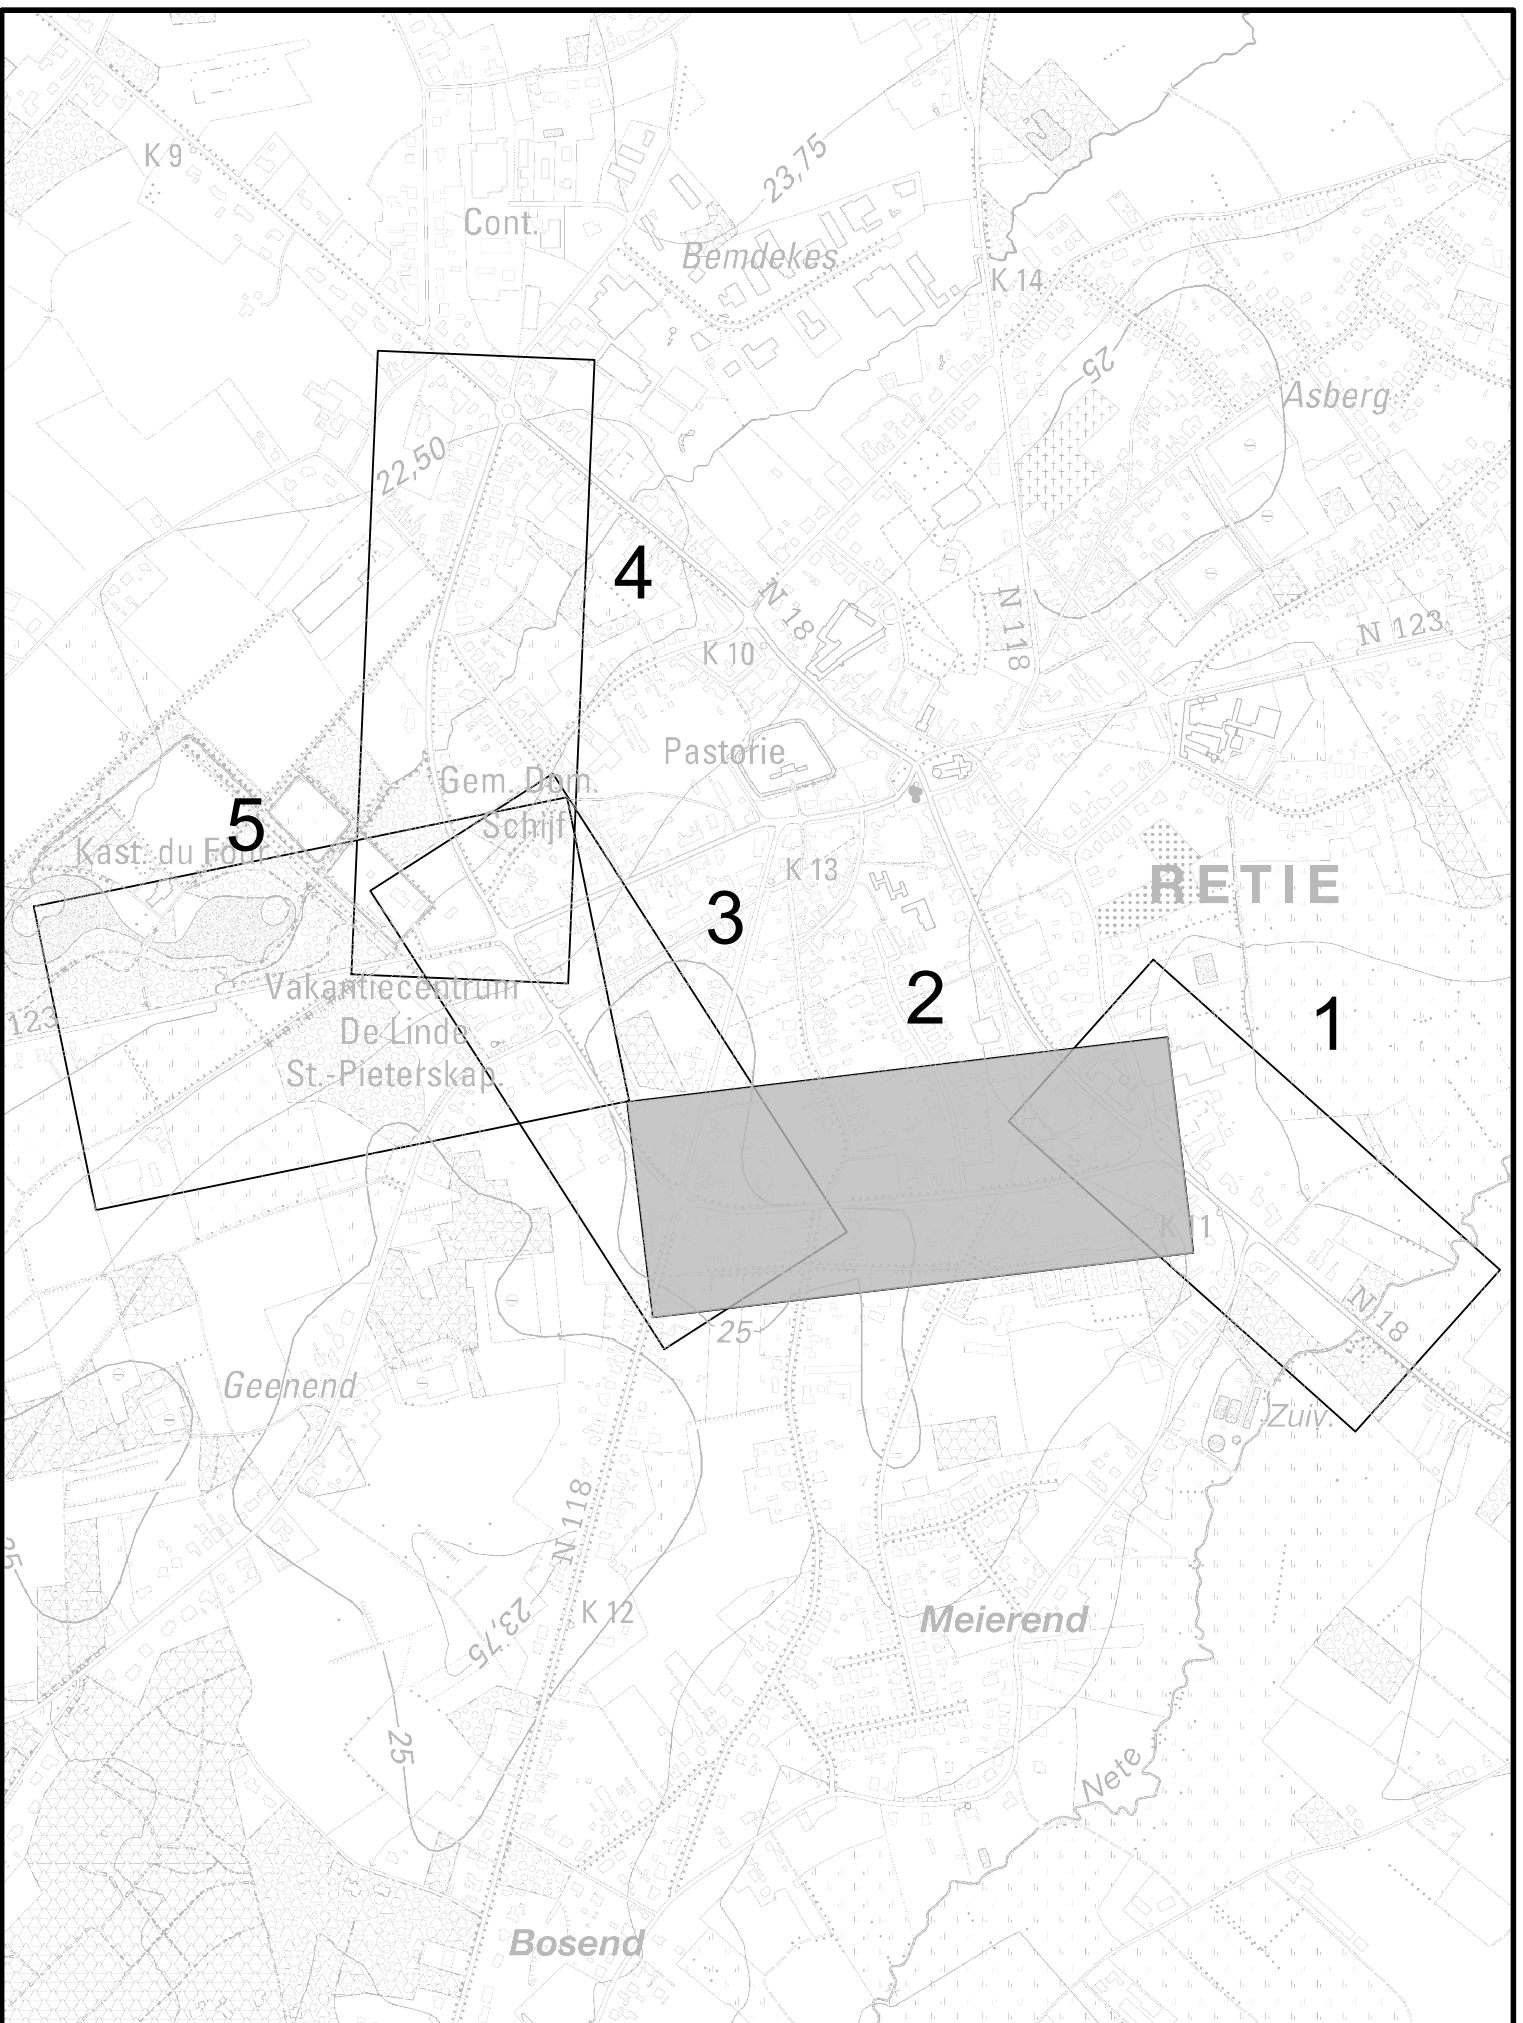 K 9
23,75
Cont.
Bemdekes
K 14
25
Asberg
22,50
4
N 18
N 118
N 123
K 10
Pastorie
Gem. Dom.
Schijf
5
Kast. du Four
K 13
RETIE
3
2
1
Vakantiecentrum
De Linde
St.-Pieterskap.
123
K 11
N 18
25
Geenend
Zuiv.
N 118
25
23,75
K 12
Meierend
25
Nete
Bosend